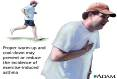 Proper warm-up and
cool-down may
prevent or reduce
the incidence of
exercise-induced
asthma
ADAM